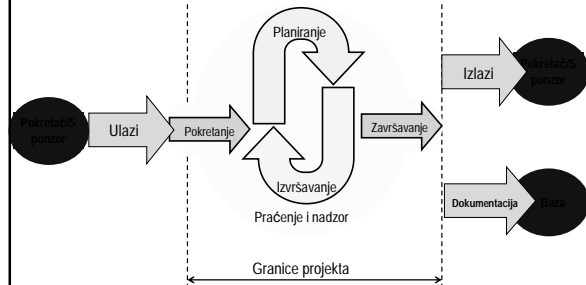 Planiranje
Pokretač/S
ponzor
Ulazi
Pokretanje
Završavanje
Izlazi
Pokretač/S
ponzor
Izvršavanje
Praćenje i nadzor
Dokumentacija
Baza
Granice projekta